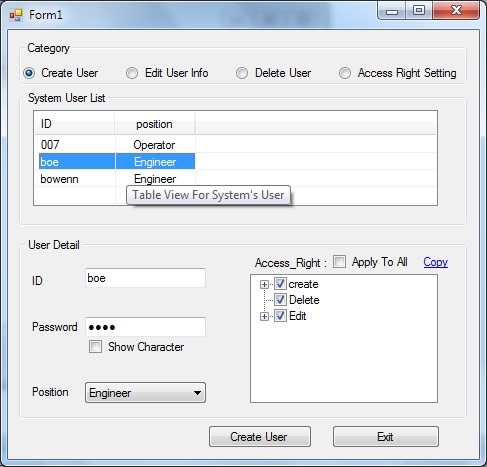 Form1
Category
Create User Edit User Info Delete User Access Right Setting
System User List
ID position
007 Operator
boe Engineer
bowenn Engineer
Table View For System's User
User Detail
Access_Right : Apply To All Copy
ID boe
create
Delete
Edit
Password ●●●●
Show Character
Position Engineer
Create User Exit